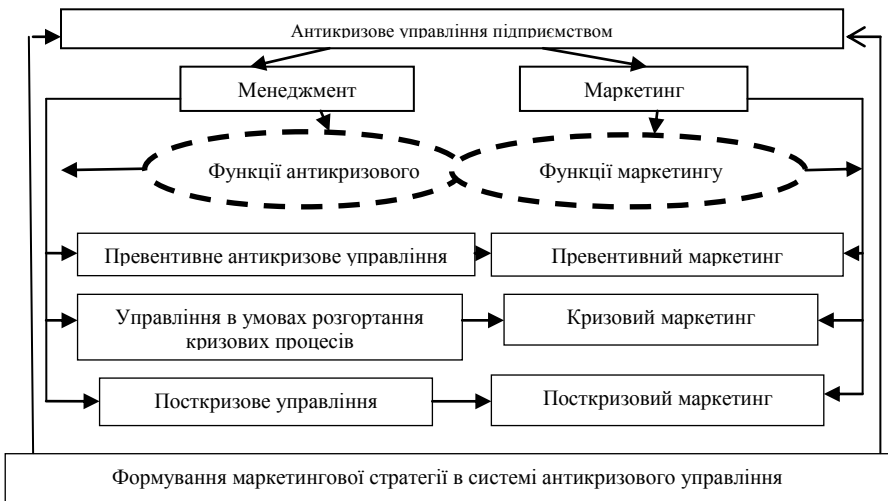 Антикризове управління підприємством
Менеджмент
Маркетинг
Функції антикризового
Функції маркетингу
Превентивне антикризове управління
Превентивний маркетинг
Управління в умовах розгортання
кризових процесів
Кризовий маркетинг
Посткризове управління
Посткризовий маркетинг
Формування маркетингової стратегії в системі антикризового управління